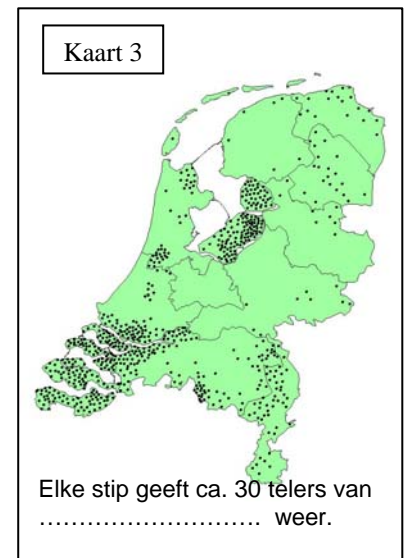 Kaart 3
Elke stip geeft ca. 30 telers van
……………………….. weer.